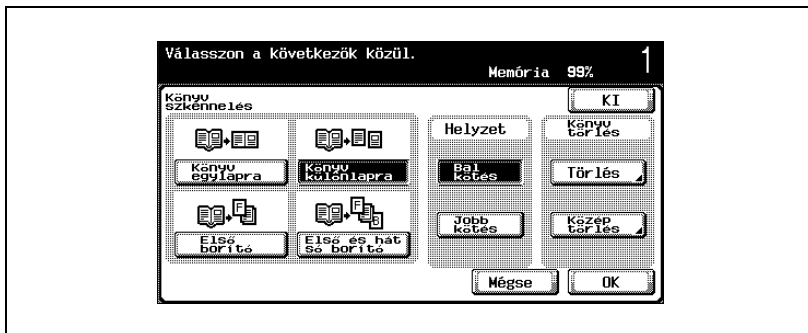 Válasszon a következők közül.
Memória 99% 1
Könyv
szkennelés
KI
Helyzet
Könyv
törlés
Könyv
egylapra
Könyv
különlapra
Bal
kötés
Törlés
Első
borító
Első és hát
só borító
F
F
B
Jobb
kötés
Közép
törlés
Mégse
OK